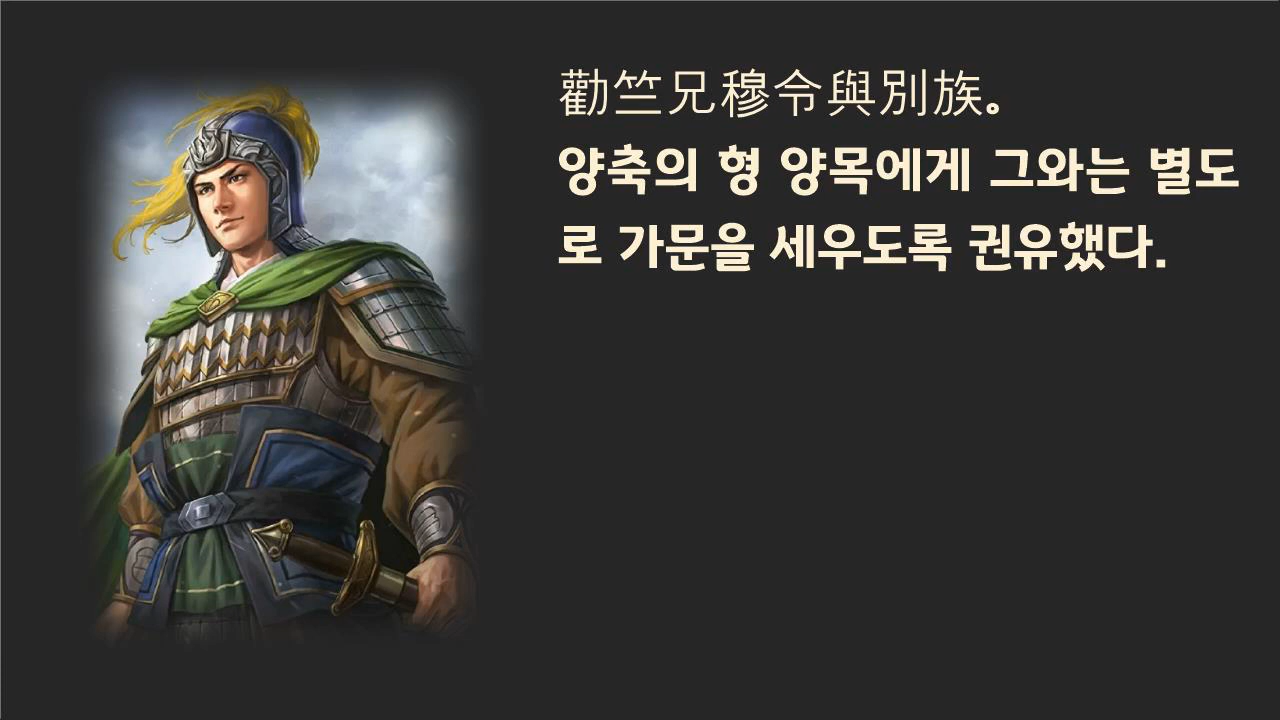 勸竺兄穆令與別族。
양축의 형 양목에게 그와는 별도
로 가문을 세우도록 권유했다.